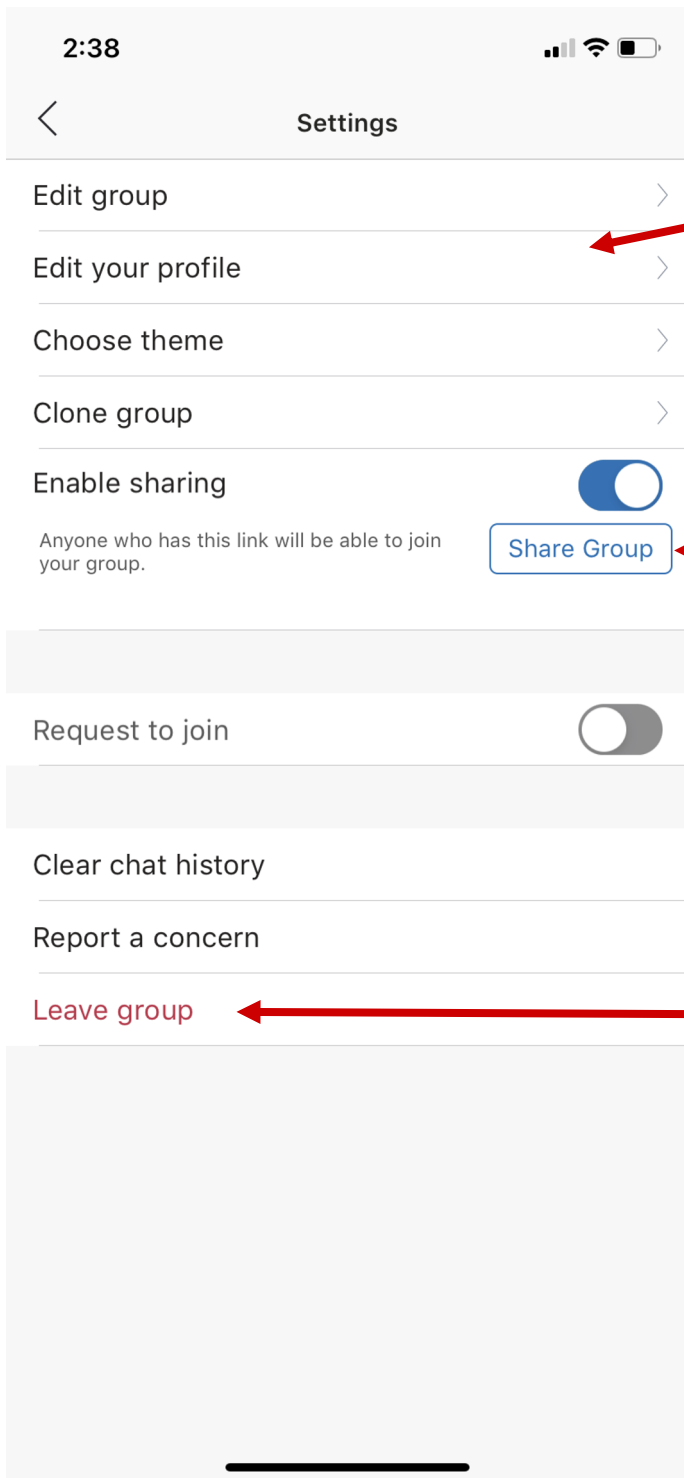 2:38
Settings
Edit group
Edit your profile
Choose theme
Clone group
Enable sharing
Anyone who has this link will be able to join
your group.
Share Group
Request to join
Clear chat history
Report a concern
Leave group